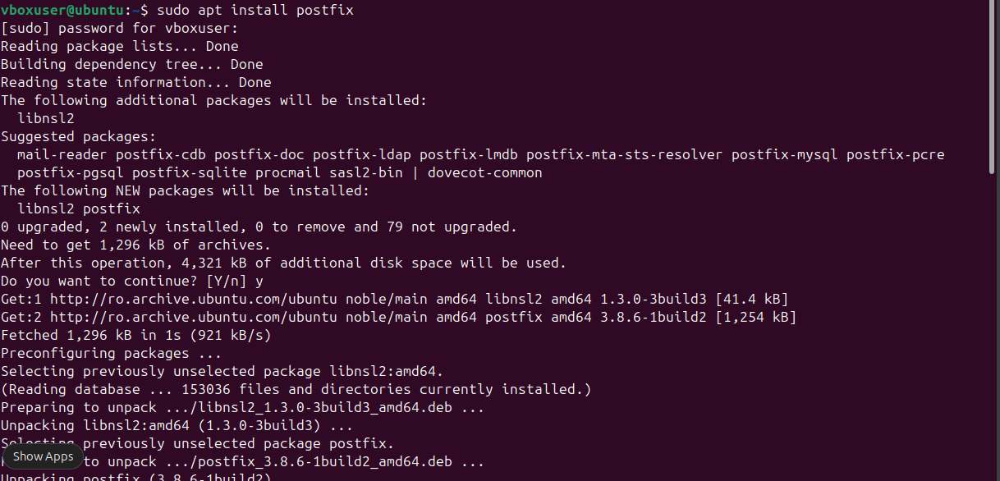 vboxuser@ubuntu:~$ sudo apt install postfix
[sudo] password for vboxuser:
Reading package lists... Done
Building dependency tree... Done
Reading state information... Done
The following additional packages will be installed:
  libnsl2
Suggested packages:
  mail-reader postfix-cdb postfix-doc postfix-ldap postfix-lmdb postfix-mta-sts-resolver postfix-mysql postfix-pcre
  postfix-pgsql postfix-sqlite procmail sasl2-bin | dovecot-common
The following NEW packages will be installed:
  libnsl2 postfix
0 upgraded, 2 newly installed, 0 to remove and 79 not upgraded.
Need to get 1,296 kB of archives.
After this operation, 4,321 kB of additional disk space will be used.
Do you want to continue? [Y/n] y
Get:1 http://ro.archive.ubuntu.com/ubuntu noble/main amd64 libnsl2 amd64 1.3.0-3build3 [41.4 kB]
Get:2 http://ro.archive.ubuntu.com/ubuntu noble/main amd64 postfix amd64 3.8.6-1build2 [1,254 kB]
Fetched 1,296 kB in 1s (921 kB/s)
Preconfiguring packages ...
Selecting previously unselected package libnsl2:amd64.
(Reading database ... 153036 files and directories currently installed.)
Preparing to unpack .../libnsl2_1.3.0-3build3_amd64.deb ...
Unpacking libnsl2:amd64 (1.3.0-3build3) ...
Selecting previously unselected package postfix.
Show Apps
to unpack .../postfix_3.8.6-1build2_amd64.deb ...
Unpacking postfix (3.8.6-1build2)